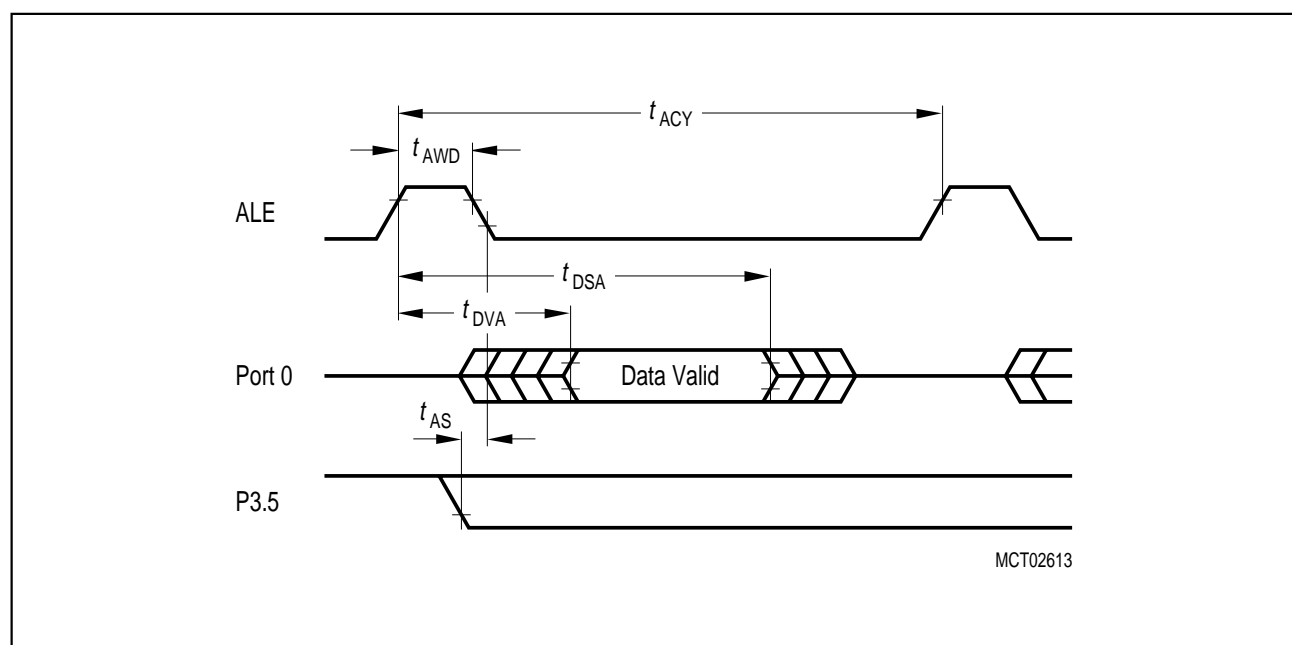 t ACY
t AWD
ALE
t DSA
t DVA
Port 0
Data Valid
t AS
P3.5
MCT02613